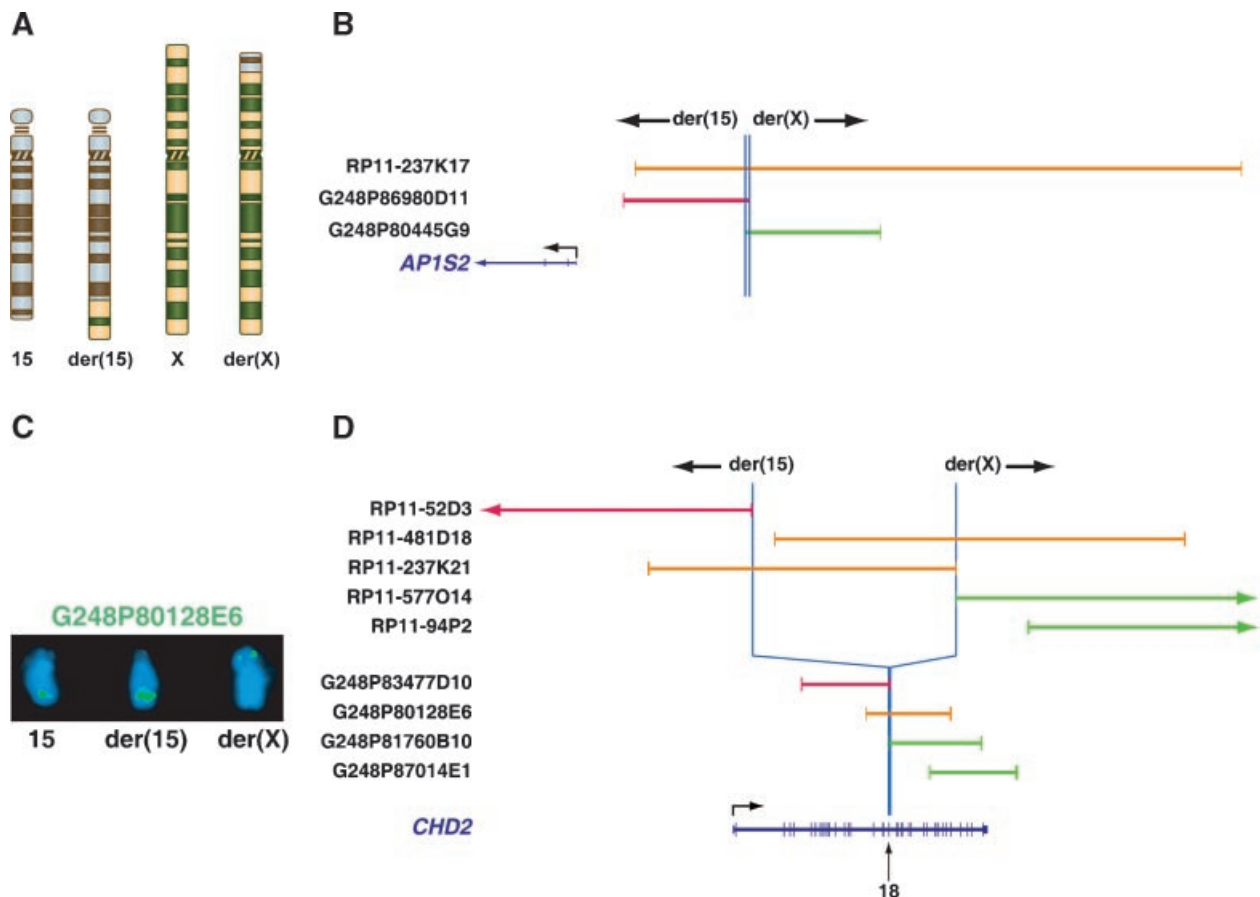 A
15
der(15)
X
der(X)
B
der(15)
der(X)
RP11-237K17
G248P86980D11
G248P80445G9
AP1S2
C
G248P80128E6
15
der(15)
der(X)
D
der(15)
der(X)
RP11-52D3
RP11-481D18
RP11-237K21
RP11-577O14
RP11-94P2
G248P83477D10
G248P80128E6
G248P81760B10
G248P87014E1
CHD2
18